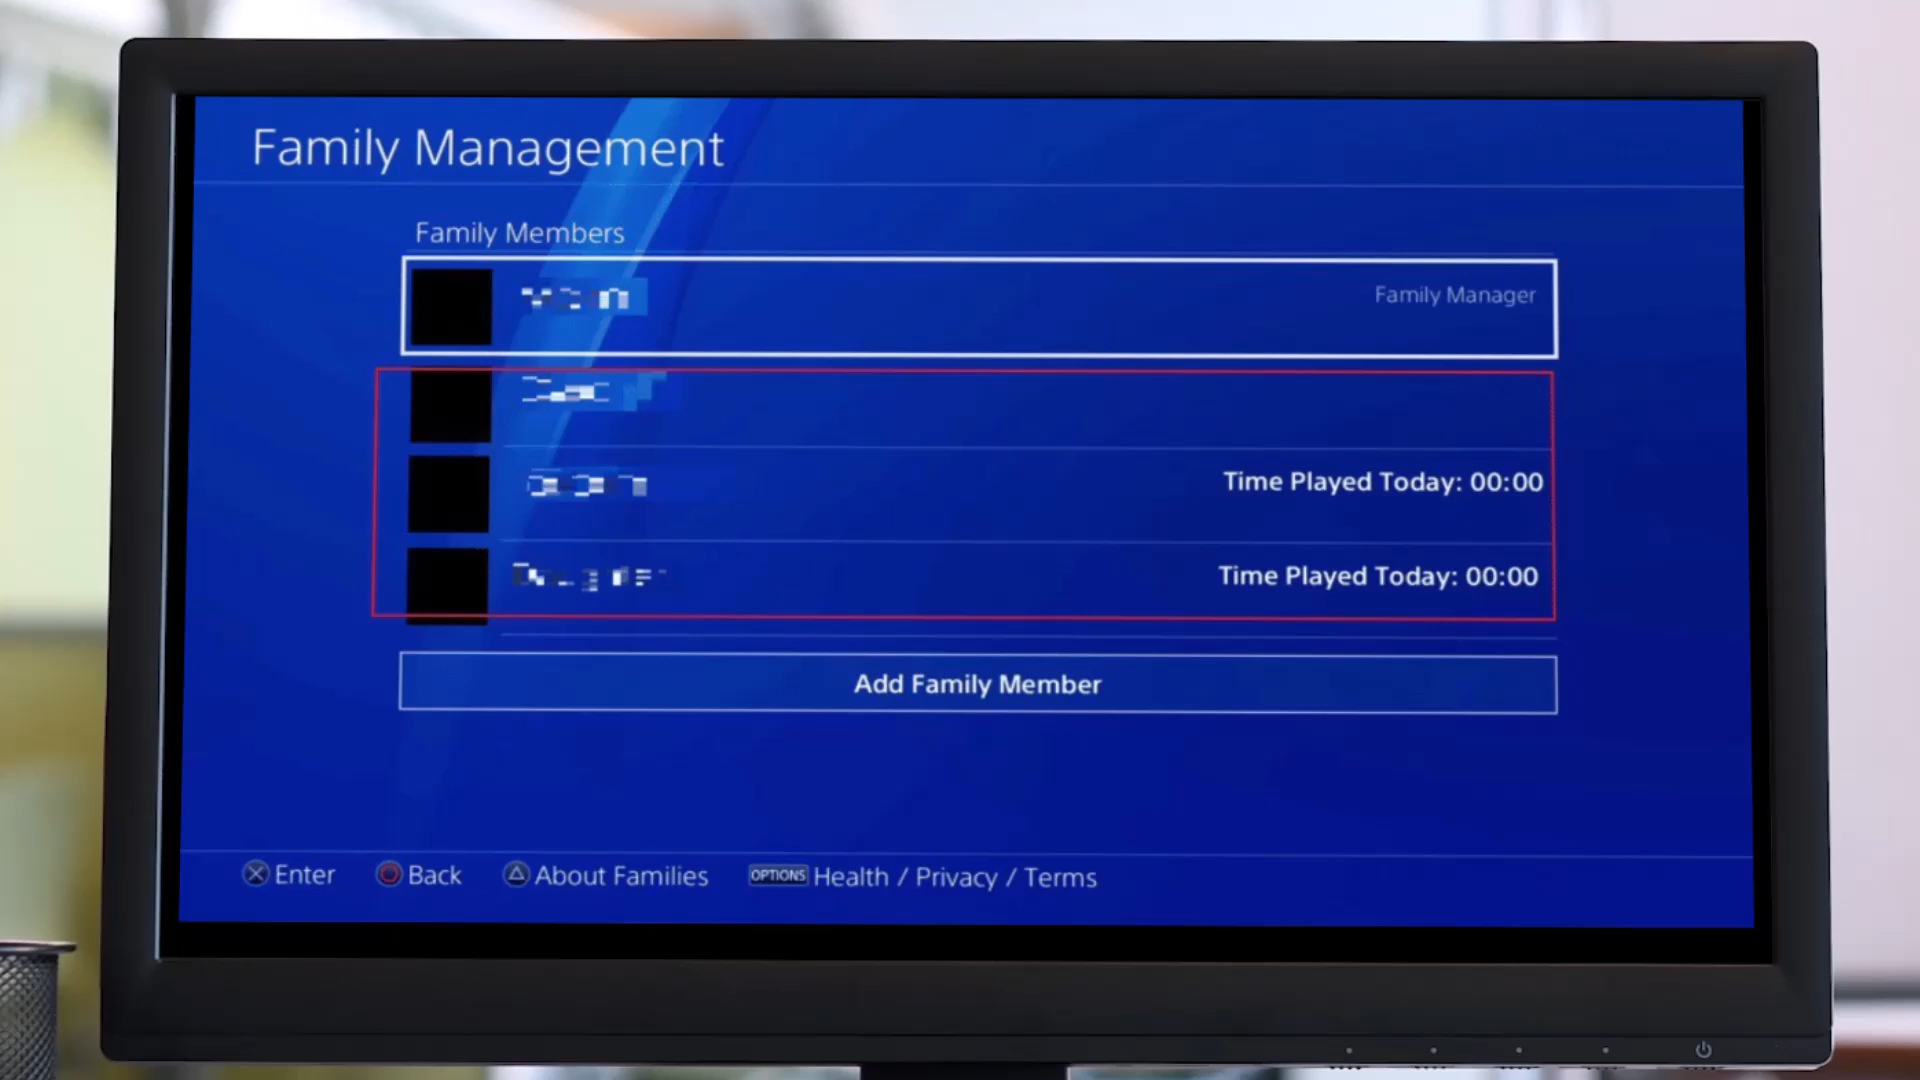 Family Management
Family Members
Family Manager
Time Played Today: 00:00
Time Played Today: 00:00
Add Family Member
Enter Back About Families OPTIONS Health / Privacy / Terms